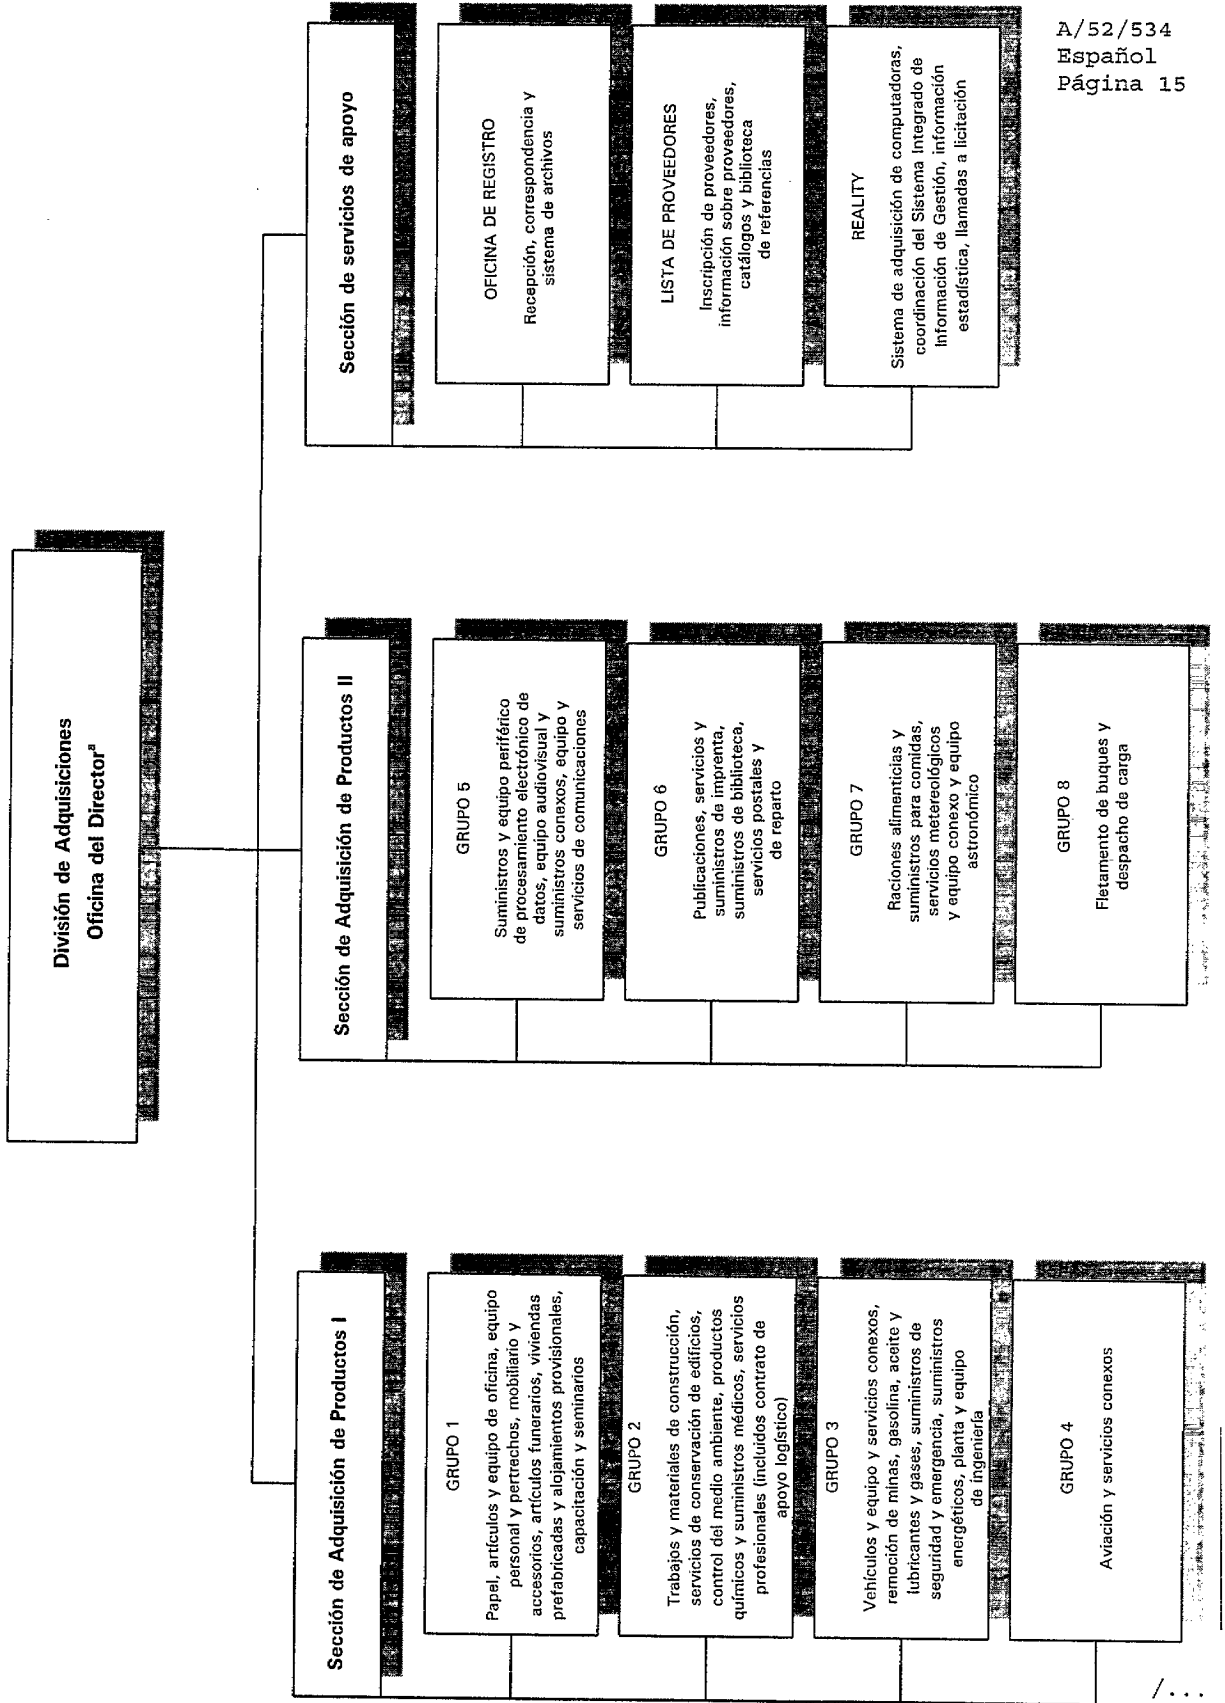 A/52/534
Español
Página 15
División de Adquisiciones
Oficina del Directorª
Sección de Adquisición de Productos I
GRUPO 1
Papel, artículos y equipo de oficina, equipo
personal y pertrechos, mobiliario y
accesorios, artículos funerarios, viviendas
prefabricadas y alojamientos provisionales,
capacitación y seminarios
GRUPO 2
Trabajos y materiales de construcción,
servicios de conservación de edificios,
control del medio ambiente, productos
químicos y suministros médicos, servicios
profesionales (incluidos contrato de
apoyo logístico)
GRUPO 3
Vehículos y equipo y servicios conexos,
remoción de minas, gasolina, aceite y
lubricantes y gases, suministros de
seguridad y emergencia, suministros
energéticos, planta y equipo
de ingeniería
GRUPO 4
Aviación y servicios conexos
Sección de Adquisición de Productos II
GRUPO 5
Suministros y equipo periférico
de procesamiento electrónico de
datos, equipo audiovisual y
suministros conexos, equipo y
servicios de comunicaciones
GRUPO 6
Publicaciones, servicios y
suministros de imprenta,
suministros de biblioteca,
servicios postales y
de reparto
GRUPO 7
Raciones alimenticias y
suministros para comidas,
servicios metereológicos
y equipo conexo y equipo
astronómico
GRUPO 8
Fletamento de buques y
despacho de carga
Sección de servicios de apoyo
OFICINA DE REGISTRO
Recepción, correspondencia y
sistema de archivos
LISTA DE PROVEEDORES
Inscripción de proveedores,
información sobre proveedores,
catálogos y biblioteca
de referencias
REALITY
Sistema de adquisición de computadoras,
coordinación del Sistema Integrado de
Información de Gestión, información
estadística, llamadas a licitación
/...